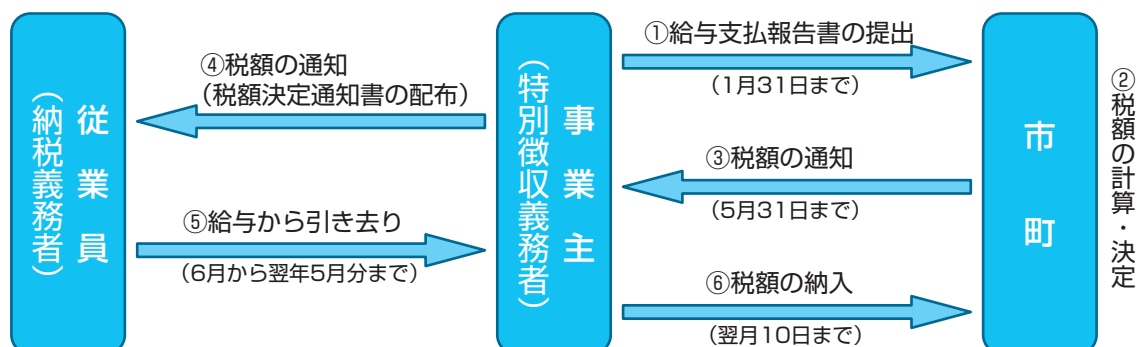 従業員
（納税義務者）
④税額の通知
（税額決定通知書の配布）
⑤給与から引き去り
（6月から翌年5月分まで）
事業主
（特別徴収義務者）
①給与支払報告書の提出
（1月31日まで）
③税額の通知
（5月31日まで）
⑥税額の納入
（翌月10日まで）
市町
②税額の計算・決定